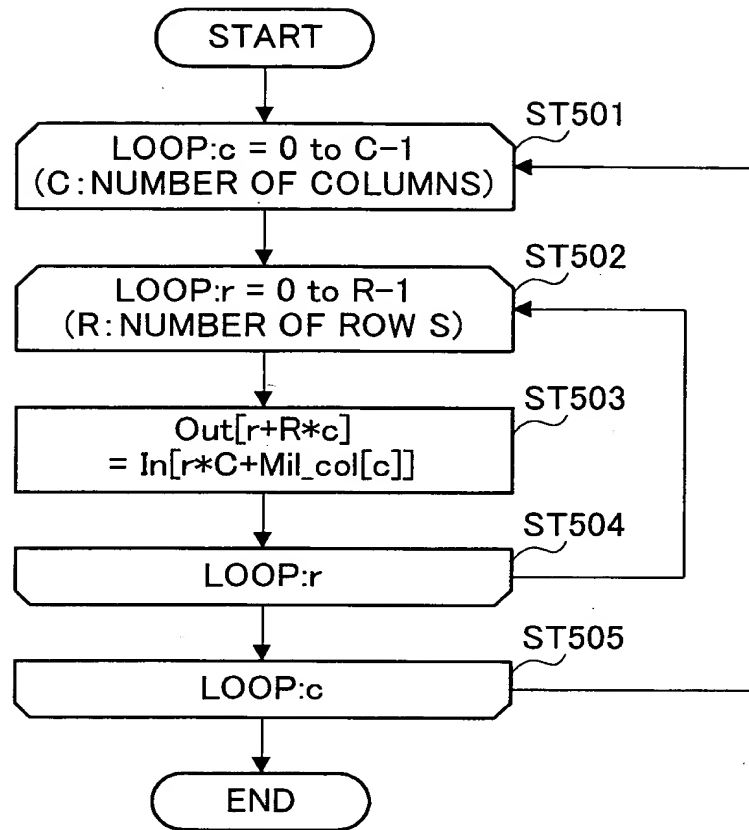 START
ST501
LOOP:c = 0 to C-1
(C:NUMBER OF COLUMNS)
ST502
LOOP:r = 0 to R-1
(R:NUMBER OF ROW S)
ST503
Out[r+R*c]
= In[r*C+Mil_col[c]]
ST504
LOOP:r
ST505
LOOP:c
END